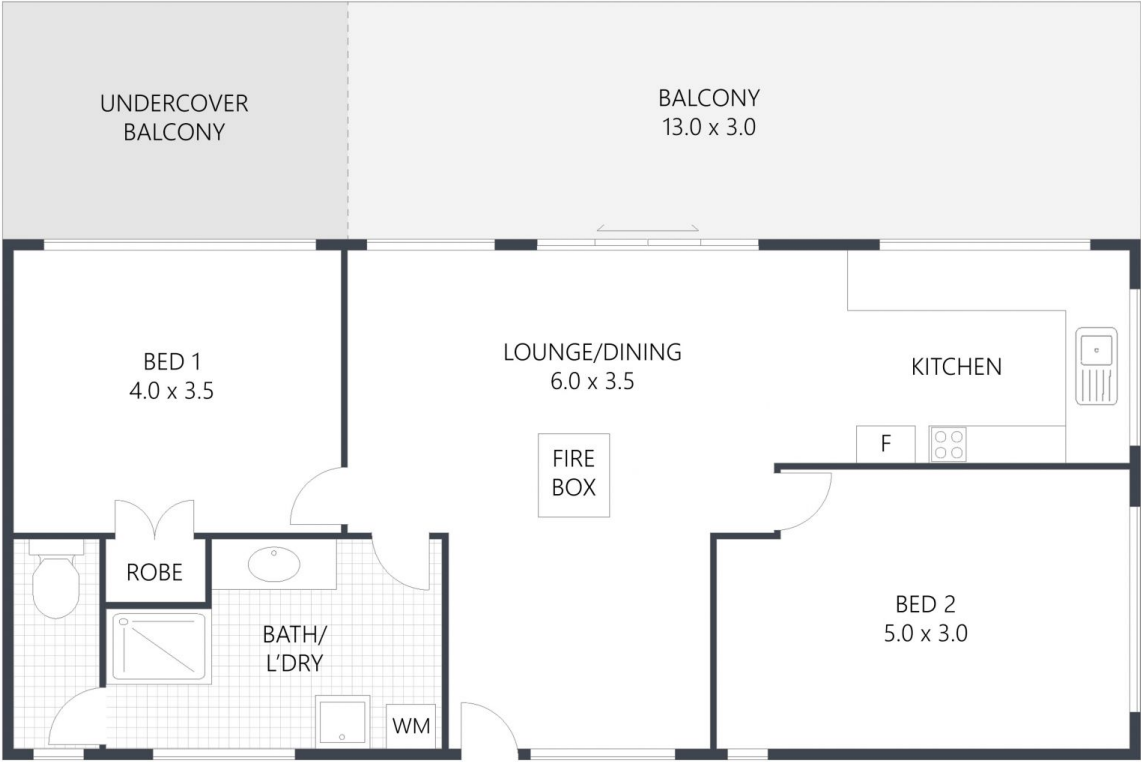 UNDERCOVER
BALCONY
BALCONY
13.0 x 3.0
BED 1
4.0 x 3.5
LOUNGE/DINING
6.0 x 3.5
KITCHEN
F
FIRE
BOX
ROBE
BATH/
L'DRY
WM
BED 2
5.0 x 3.0